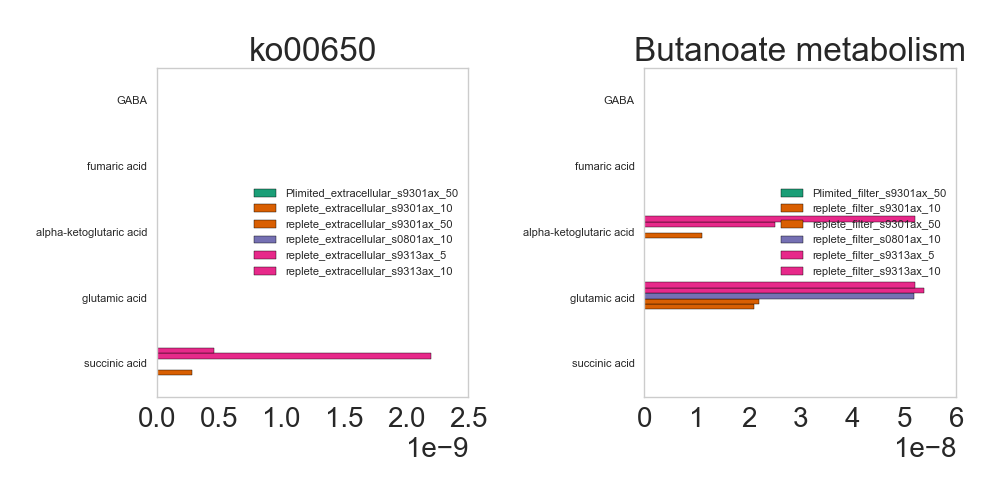 ko00650
GABA
fumaric acid
alpha-ketoglutaric acid
glutamic acid
succinic acid
Plimited_extracellular_s9301ax_50
replete_extracellular_s9301ax_10
replete_extracellular_s9301ax_50
replete_extracellular_s0801ax_10
replete_extracellular_s9313ax_5
replete_extracellular_s9313ax_10
0.0 0.5 1.0 1.5 2.0 2.5
1e−9
Butanoate metabolism
GABA
fumaric acid
alpha-ketoglutaric acid
glutamic acid
succinic acid
Plimited_filter_s9301ax_50
replete_filter_s9301ax_10
replete_filter_s9301ax_50
replete_filter_s0801ax_10
replete_filter_s9313ax_5
replete_filter_s9313ax_10
0 1 2 3 4 5 6
1e−8